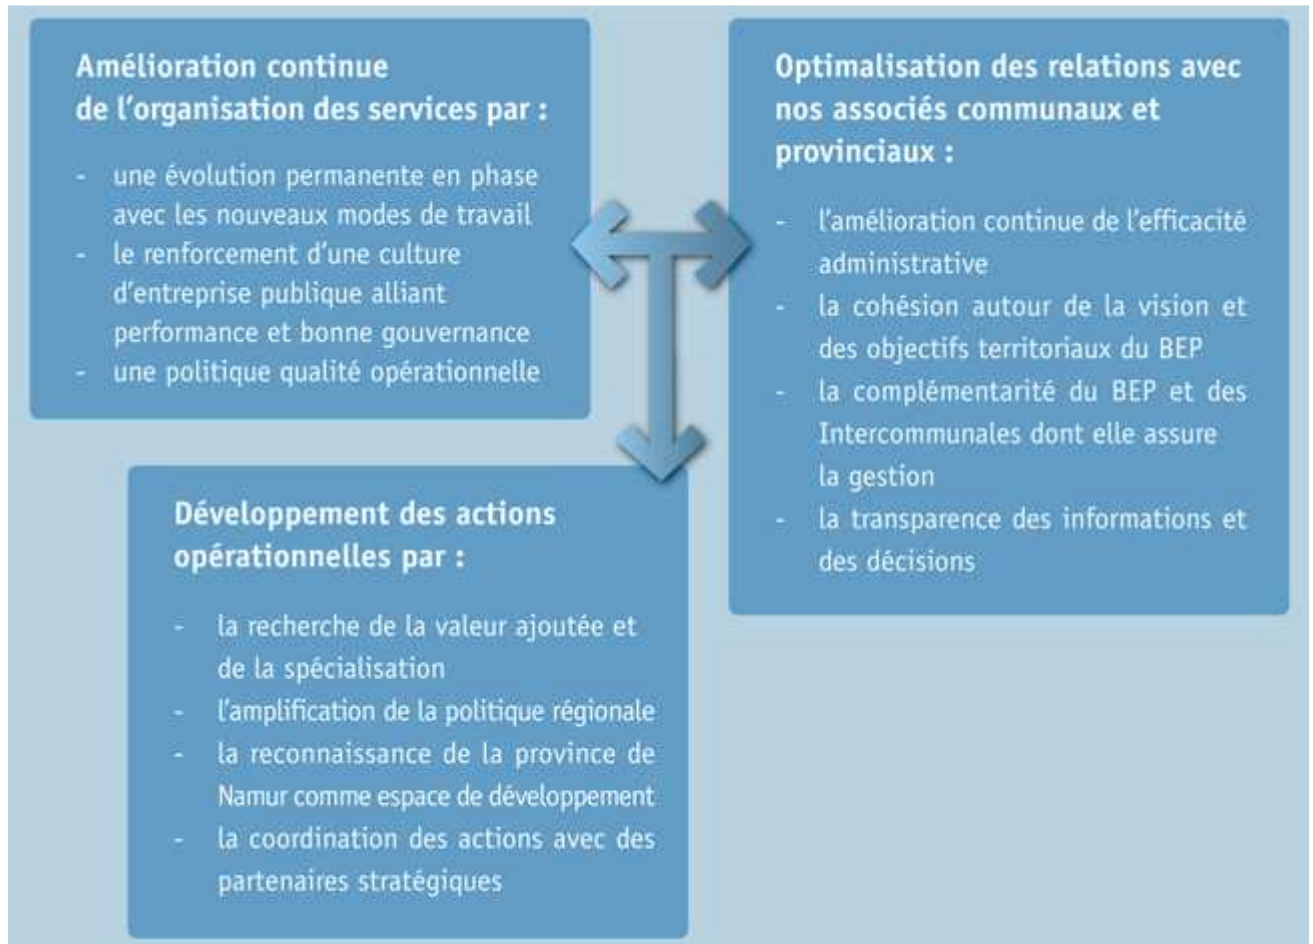 Amélioration continue
de l'organisation des services par :
- une évolution permanente en phase
avec les nouveaux modes de travail
- le renforcement d'une culture
d'entreprise publique alliant
performance et bonne gouvernance
- une politique qualité opérationnelle
Optimalisation des relations avec
nos associés communaux et
provinciaux :
- l'amélioration continue de l'efficacité
administrative
- la cohésion autour de la vision et
des objectifs territoriaux du BEP
- la complémentarité du BEP et des
Intercommunales dont elle assure
la gestion
- la transparence des informations et
des décisions
Développement des actions
opérationnelles par :
- la recherche de la valeur ajoutée et
de la spécialisation
- l'amplification de la politique régionale
- la reconnaissance de la province de
Namur comme espace de développement
- la coordination des actions avec des
partenaires stratégiques